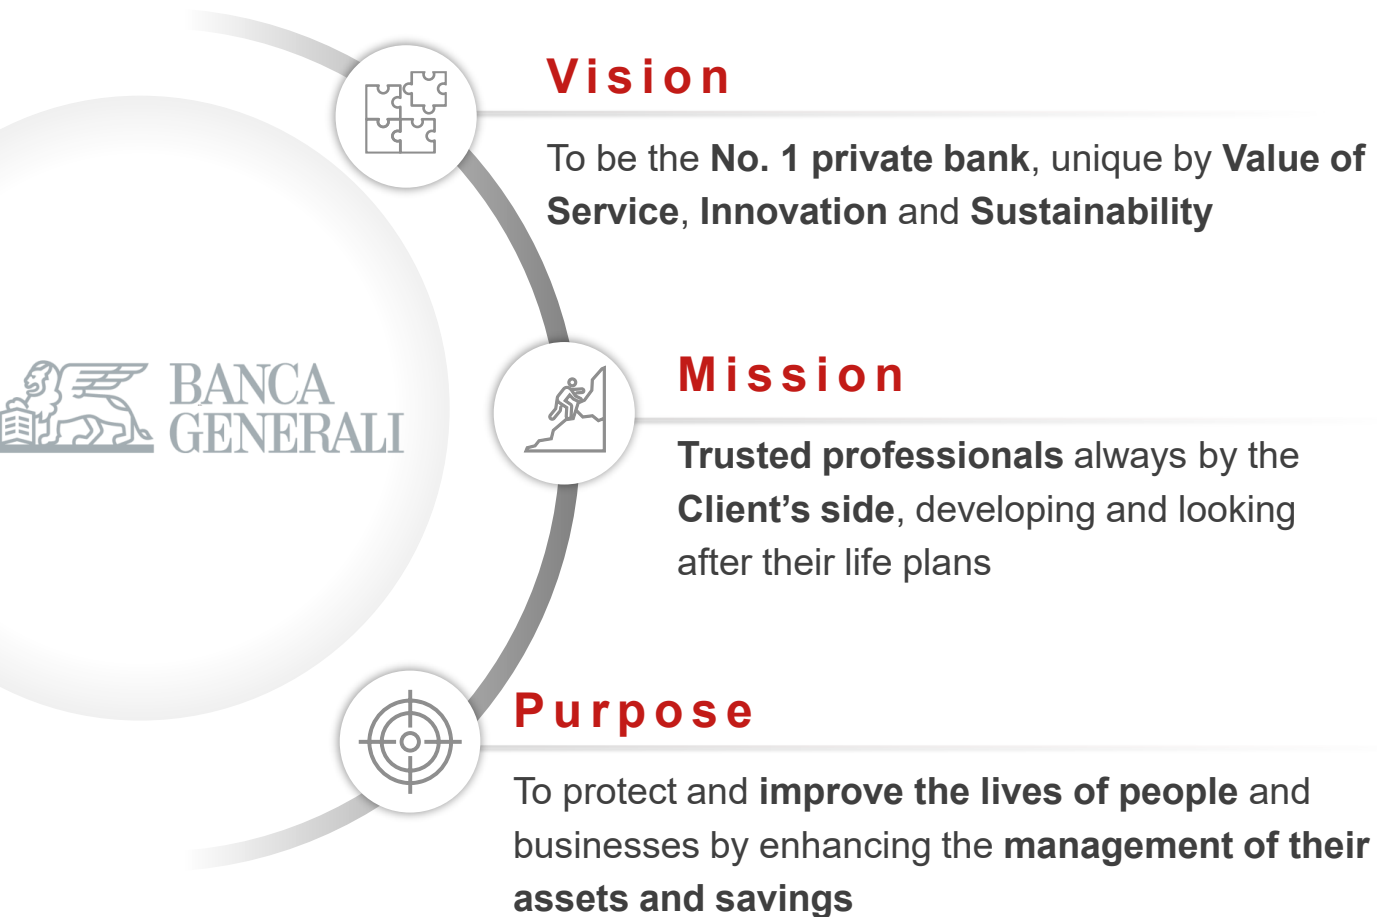 Vision
To be the No. 1 private bank, unique by Value of
Service, Innovation and Sustainability
BANCA
GENERALI
Mission
Trusted professionals always by the
Client’s side, developing and looking
after their life plans
Purpose
To protect and improve the lives of people and
businesses by enhancing the management of their
assets and savings